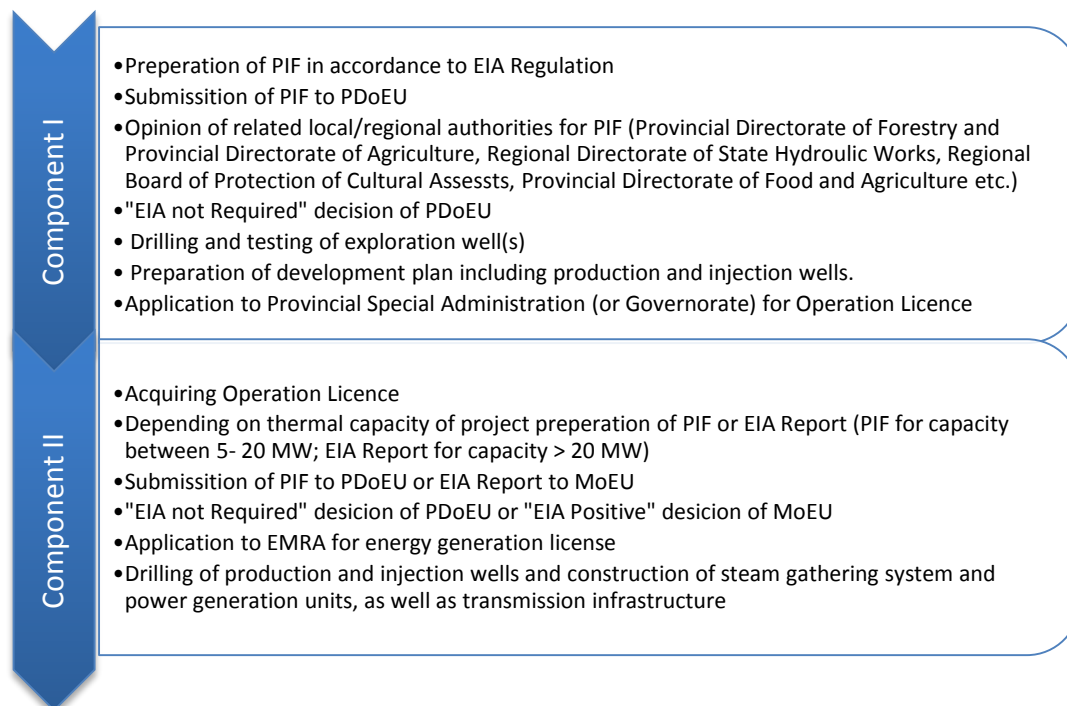 Component I
•Preperation of PIF in accordance to EIA Regulation
•Submissition of PIF to PDoEU
•Opinion of related local/regional authorities for PIF (Provincial Directorate of Forestry and
Provincial Directorate of Agriculture, Regional Directorate of State Hydroulic Works, Regional
Board of Protection of Cultural Assessts, Provincial Dİrectorate of Food and Agriculture etc.)
•"EIA not Required" decision of PDoEU
• Drilling and testing of exploration well(s)
• Preparation of development plan including production and injection wells.
•Application to Provincial Special Administration (or Governorate) for Operation Licence
Component II
•Acquiring Operation Licence
•Depending on thermal capacity of project preperation of PIF or EIA Report (PIF for capacity
between 5- 20 MW; EIA Report for capacity > 20 MW)
•Submissition of PIF to PDoEU or EIA Report to MoEU
•"EIA not Required" desicion of PDoEU or "EIA Positive" desicion of MoEU
•Application to EMRA for energy generation license
•Drilling of production and injection wells and construction of steam gathering system and
power generation units, as well as transmission infrastructure